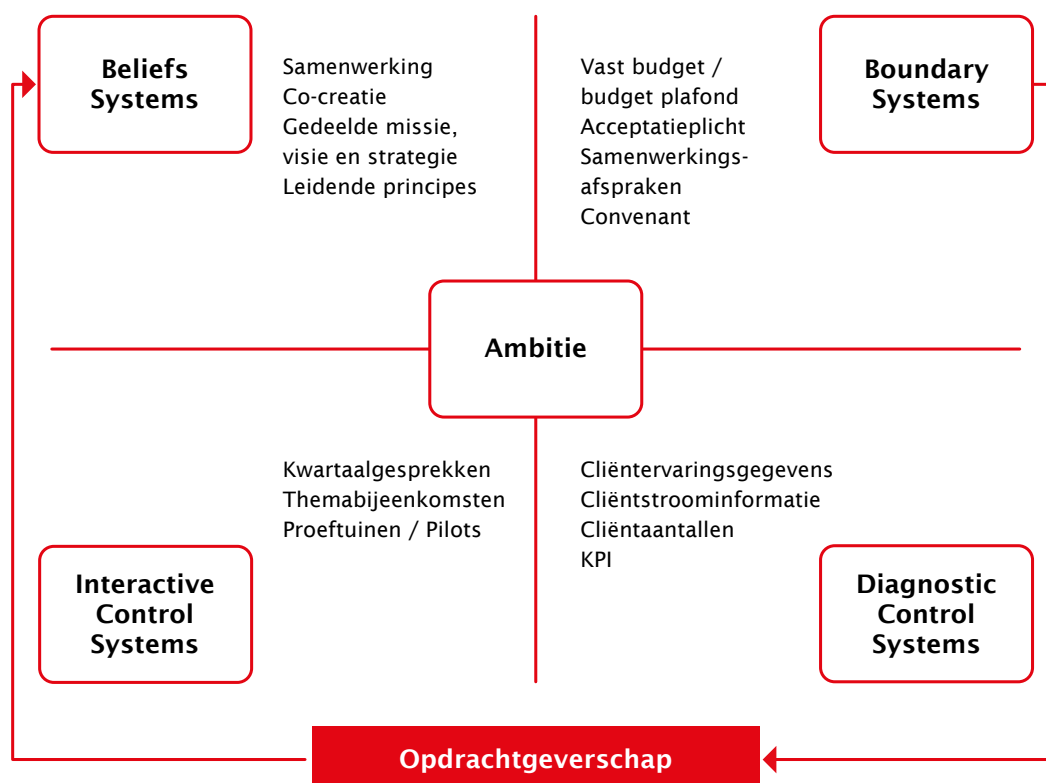 Beliefs
Systems
Samenwerking
Co-creatie
Gedeelde missie,
visie en strategie
Leidende principes
Vast budget /
budget plafond
Acceptatieplicht
Samenwerkings-
afspraken
Convenant
Boundary
Systems
Ambitie
Kwartaalgesprekken
Themabijeenkomsten
Proeftuinen / Pilots
Interactive
Control
Systems
Cliëntervaringsgegevens
Cliëntstroominformatie
Cliëntaantallen
KPI
Diagnostic
Control
Systems
Opdrachtgeverschap